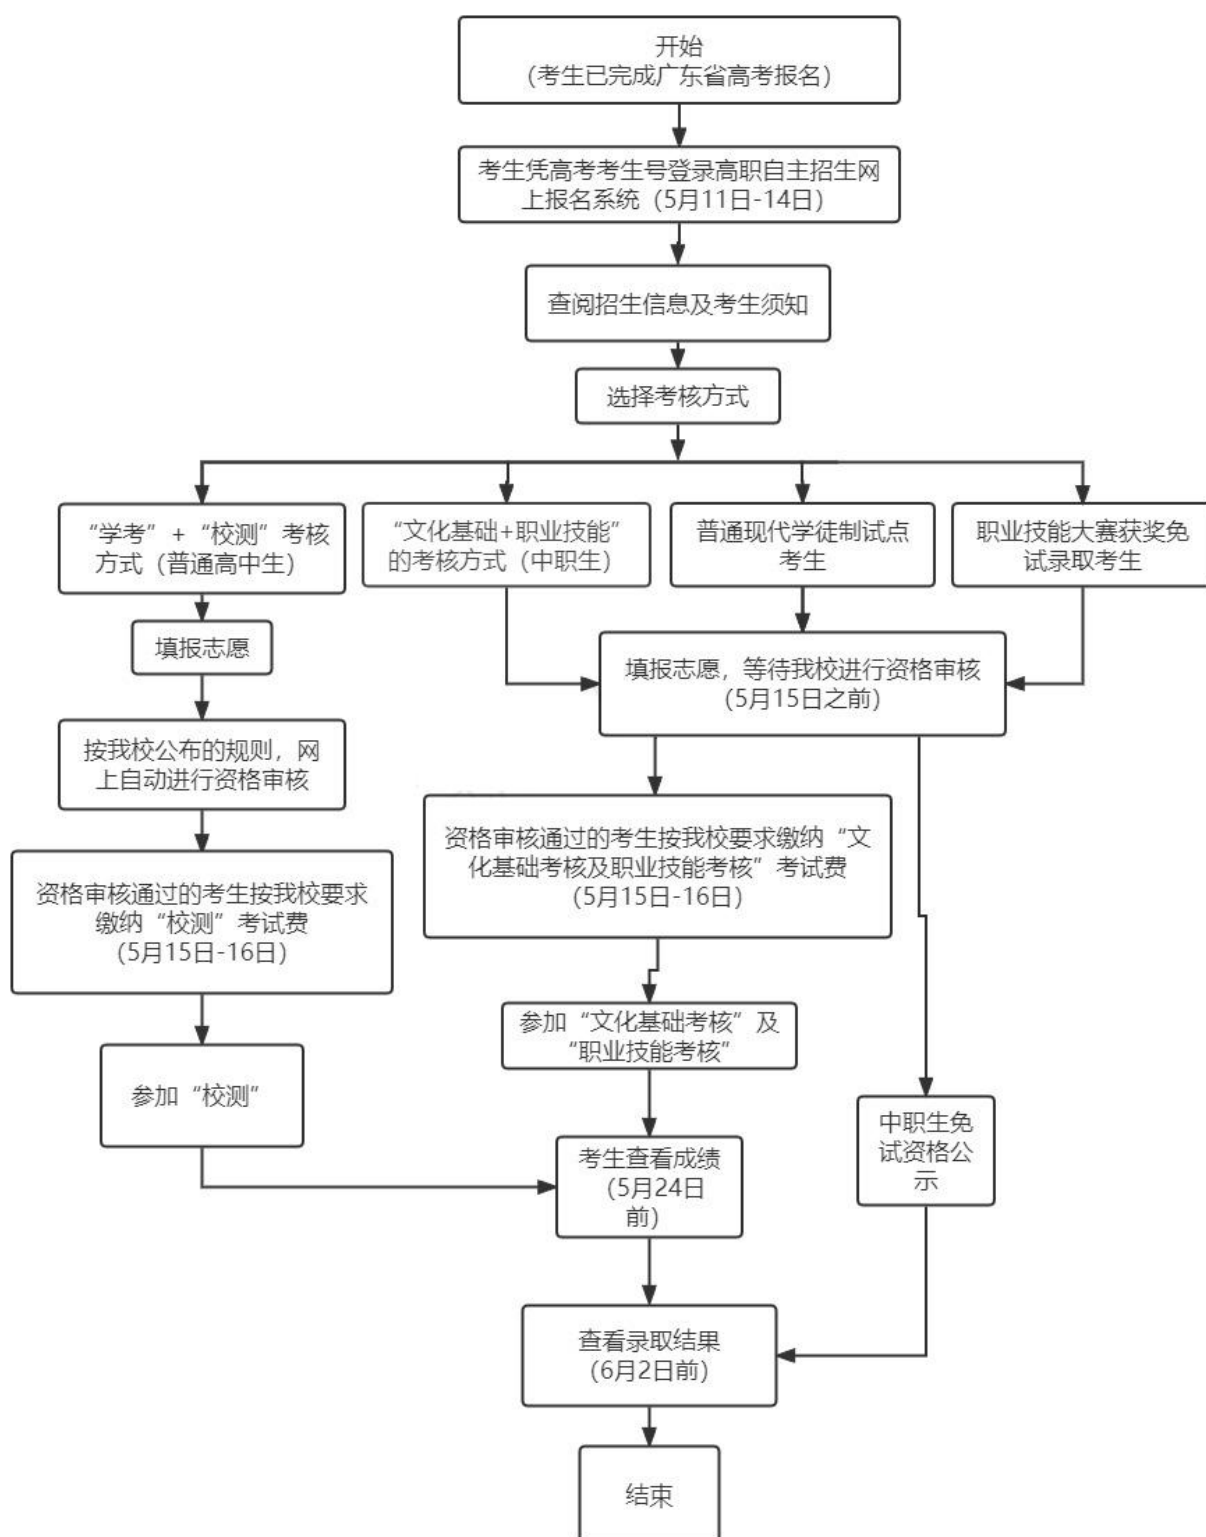 开始
（考生已完成广东省高考报名）
考生凭高考考生号登录高职自主招生网
上报名系统（5月11日-14日）
查阅招生信息及考生须知
选择考核方式
“学考”+“校测”考核
方式（普通高中生）
“文化基础+职业技能”
的考核方式（中职生）
普通现代学徒制试点
考生
职业技能大赛获奖免
试录取考生
填报志愿
填报志愿，等待我校进行资格审核
（5月15日之前）
按我校公布的规则，网
上自动进行资格审核
资格审核通过的考生按我校要求缴纳“文
化基础考核及职业技能考核”考试费
（5月15日-16日）
资格审核通过的考生按我校要求
缴纳“校测”考试费
（5月15日-16日）
参加“文化基础考核”及
“职业技能考核”
参加“校测”
中职生免
试资格公
示
考生查看成绩
（5月24日
前）
查看录取结果
（6月2日前）
结束